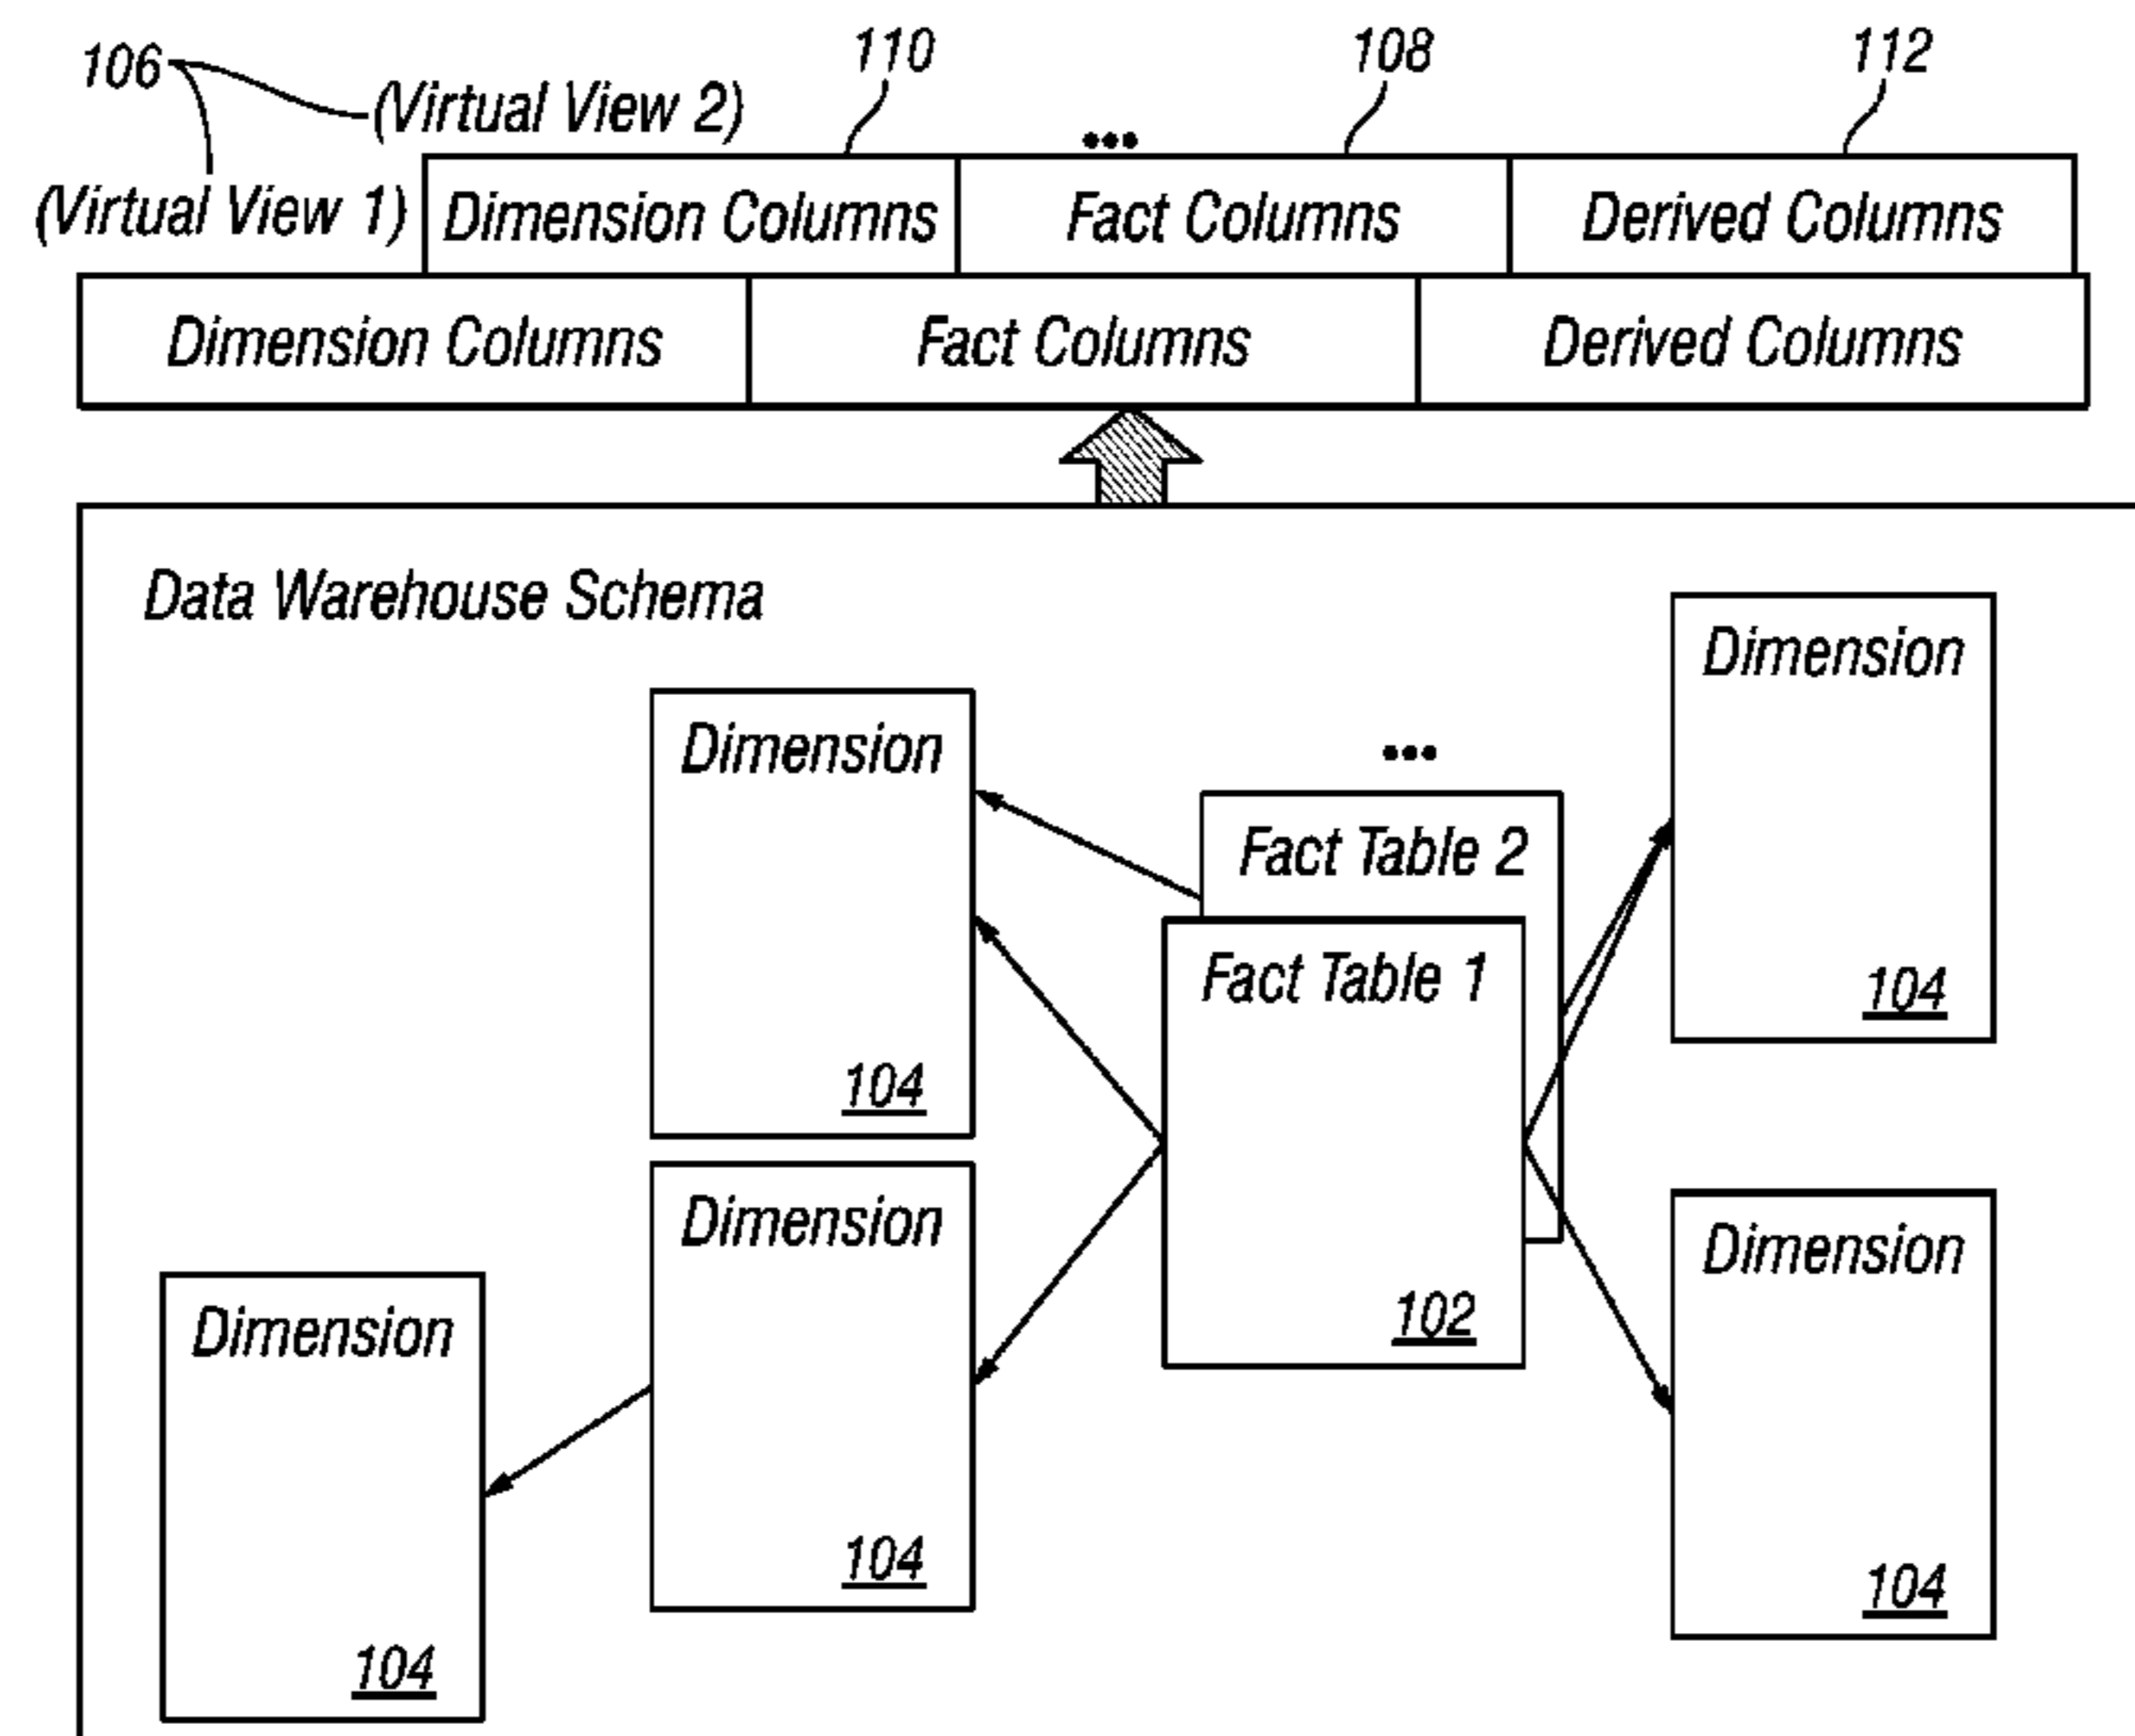 106
110
108
112
(Virtual View 2)
•••
(Virtual View 1)
Dimension Columns
Fact Columns
Derived Columns
Dimension Columns
Fact Columns
Derived Columns
Data Warehouse Schema
Dimension
104
Dimension
104
•••
Fact Table 2
Fact Table 1
102
Dimension
104
Dimension
104
Dimension
104